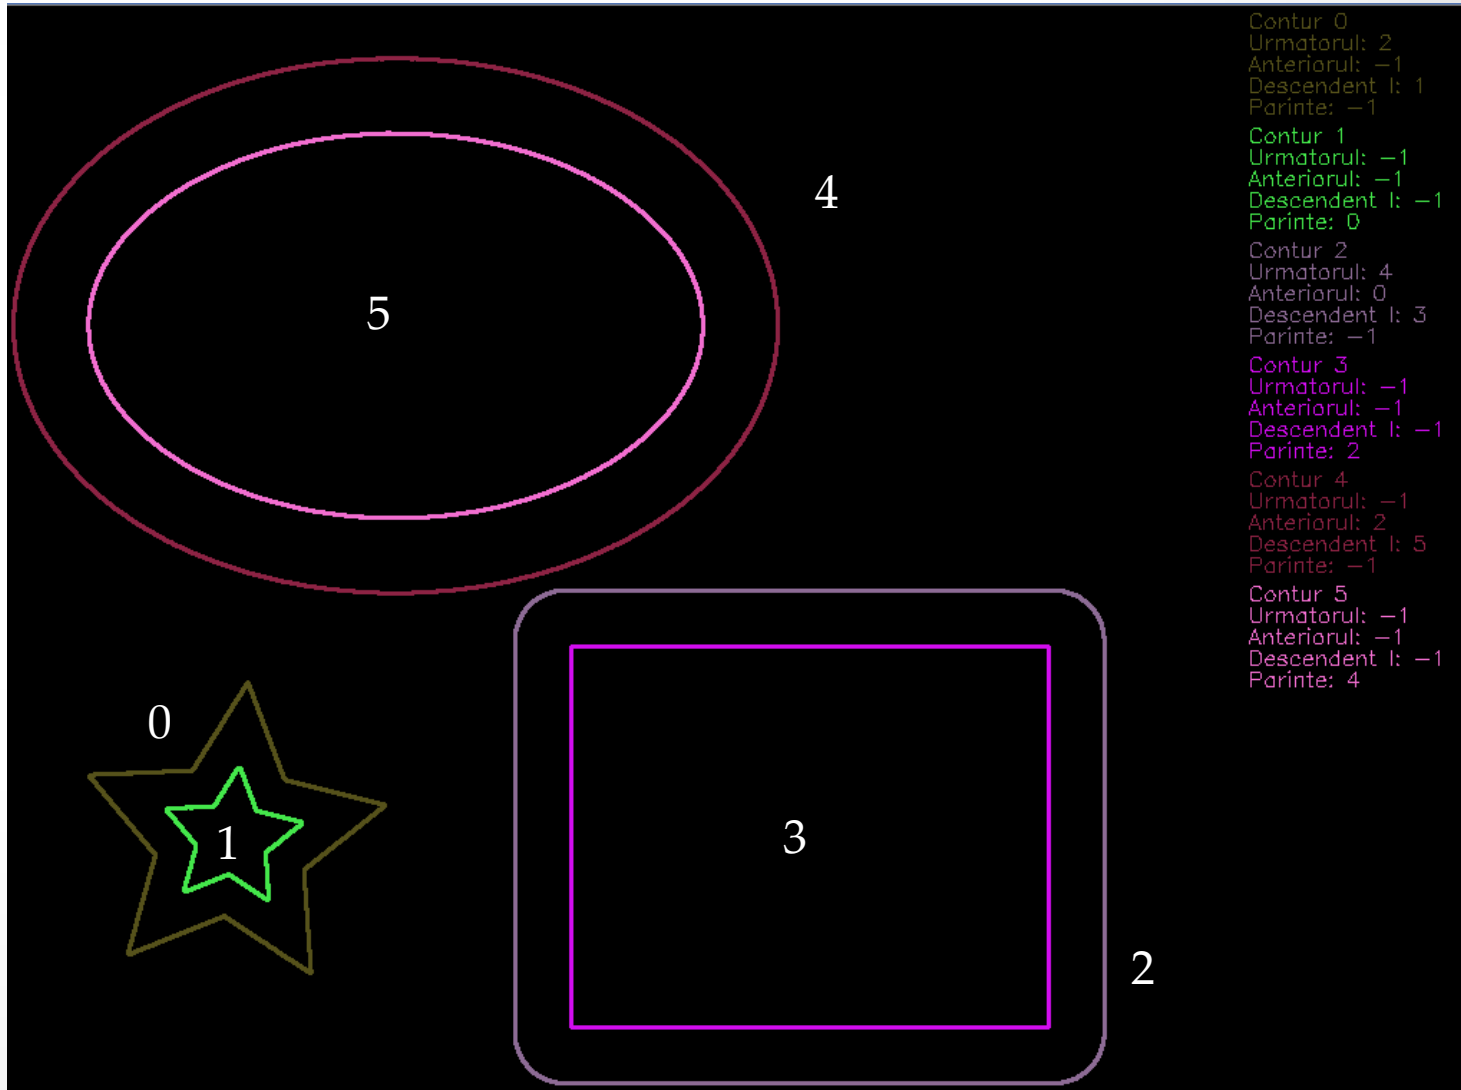 Contur 0
Urmatorul: 2
Anteriorul: -1
Descendent I: 1
Parinte: -1
Contur 1
Urmatorul: -1
Anteriorul: -1
Descendent I: -1
Parinte: 0
Contur 2
Urmatorul: 4
Anteriorul: 0
Descendent I: 3
Parinte: -1
Contur 3
Urmatorul: -1
Anteriorul: -1
Descendent I: -1
Parinte: 2
Contur 4
Urmatorul: -1
Anteriorul: 2
Descendent I: 5
Parinte: -1
Contur 5
Urmatorul: -1
Anteriorul: -1
Descendent I: -1
Parinte: 4
4
5
0
1
3
2